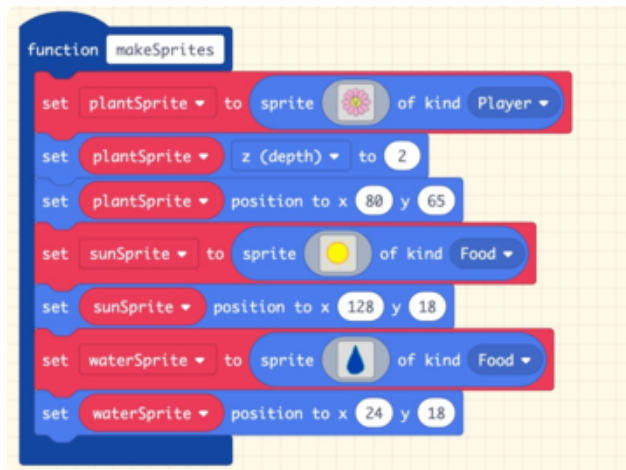 function makeSprites
set plantSprite to sprite of kind Player
set plantSprite z (depth) to 2
set plantSprite position to x 80 y 65
set sunSprite to sprite of kind Food
set sunSprite position to x 128 y 18
set waterSprite to sprite of kind Food
set waterSprite position to x 24 y 18